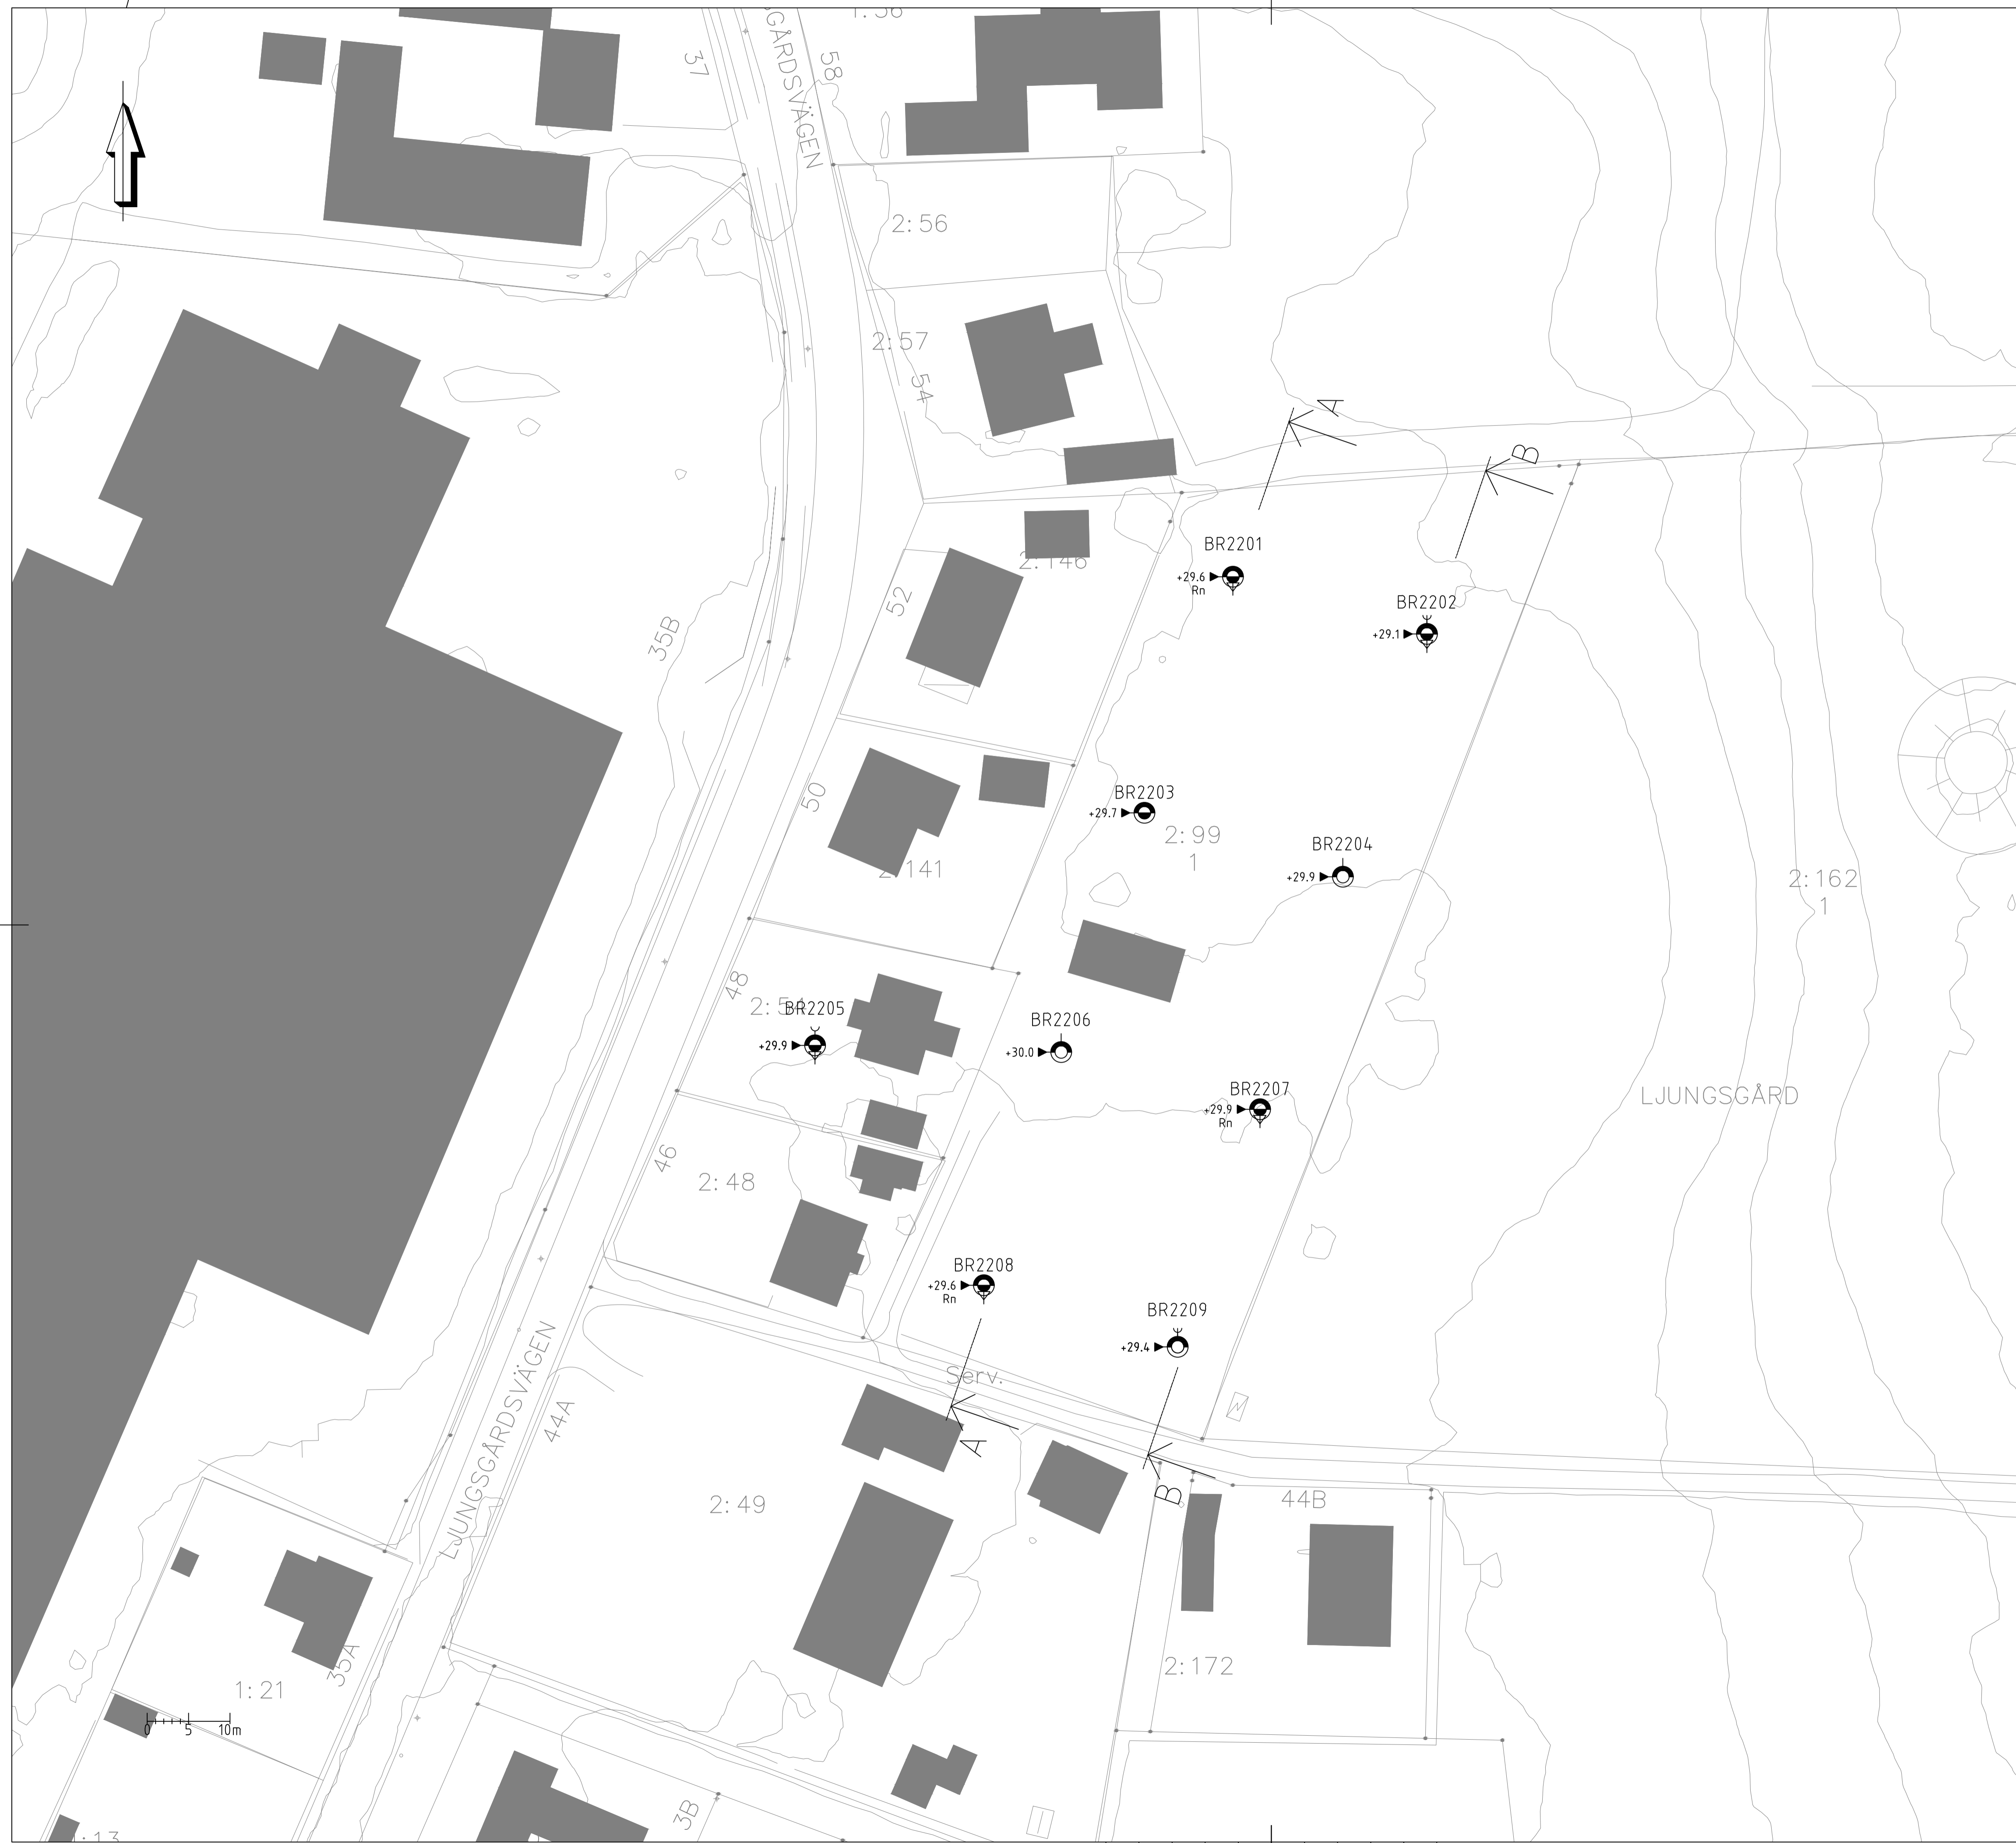 37
GÅRDSVÄGEN
58
2:56
2:57
54
A
B
BR2201
+29.6
Rn
2:146
52
BR2202
+29.1
35B
50
BR2203
+29.7
2:99
1
BR2204
+29.9
141
2:162
1
48
BR2205
+29.9
BR2206
+30.0
LJUNGSGÅRD
BR2207
+29.9
Rn
46
2:48
BR2208
+29.6
Rn
BR2209
+29.4
Serv.
LJUNGSGÅRDSVÄGEN
44A
A
B
2:49
44B
2:172
35A
1:21
0 5 10m
3B